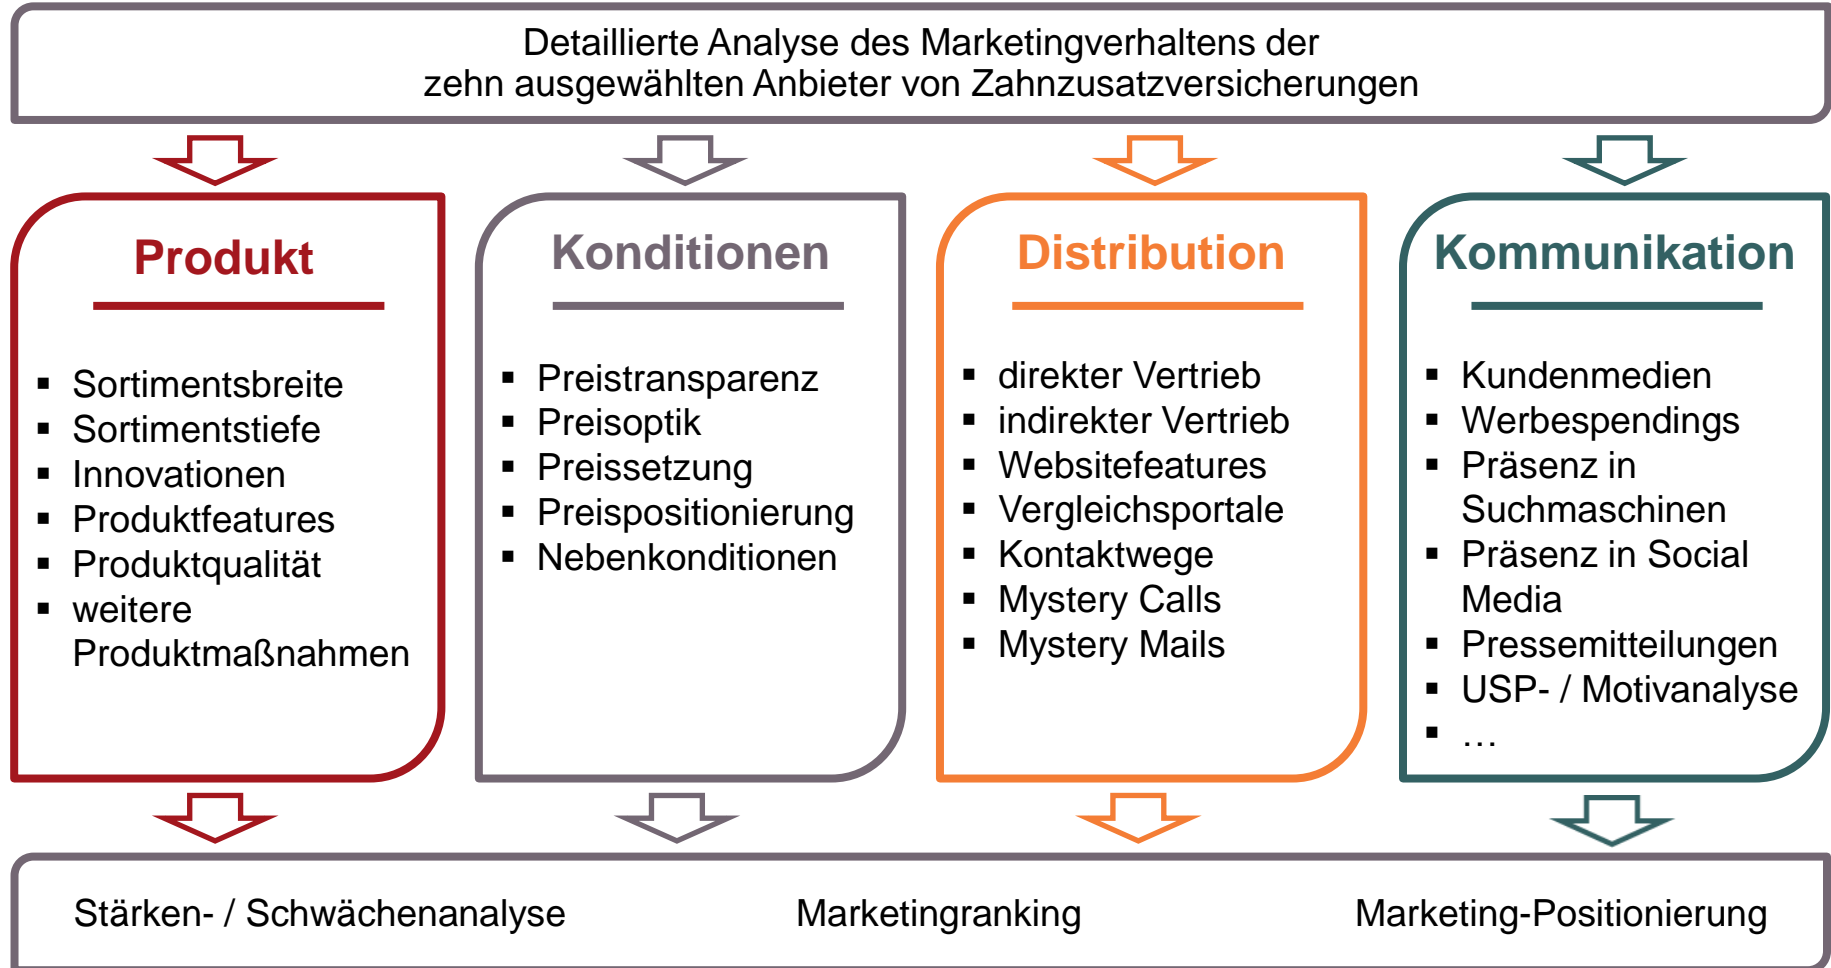 Detaillierte Analyse des Marketingverhaltens der
zehn ausgewählten Anbieter von Zahnzusatzversicherungen
Produkt
▪ Sortimentsbreite
▪ Sortimentstiefe
▪ Innovationen
▪ Produktfeatures
▪ Produktqualität
▪ weitere
Produktmaßnahmen
Konditionen
▪ Preistransparenz
▪ Preisoptik
▪ Preissetzung
▪ Preispositionierung
▪ Nebenkonditionen
Distribution
▪ direkter Vertrieb
▪ indirekter Vertrieb
▪ Websitefeatures
▪ Vergleichsportale
▪ Kontaktwege
▪ Mystery Calls
▪ Mystery Mails
Kommunikation
▪ Kundenmedien
▪ Werbespendings
▪ Präsenz in
Suchmaschinen
▪ Präsenz in Social
Media
▪ Pressemitteilungen
▪ USP- / Motivanalyse
▪ …
Stärken- / Schwächenanalyse
Marketingranking
Marketing-Positionierung